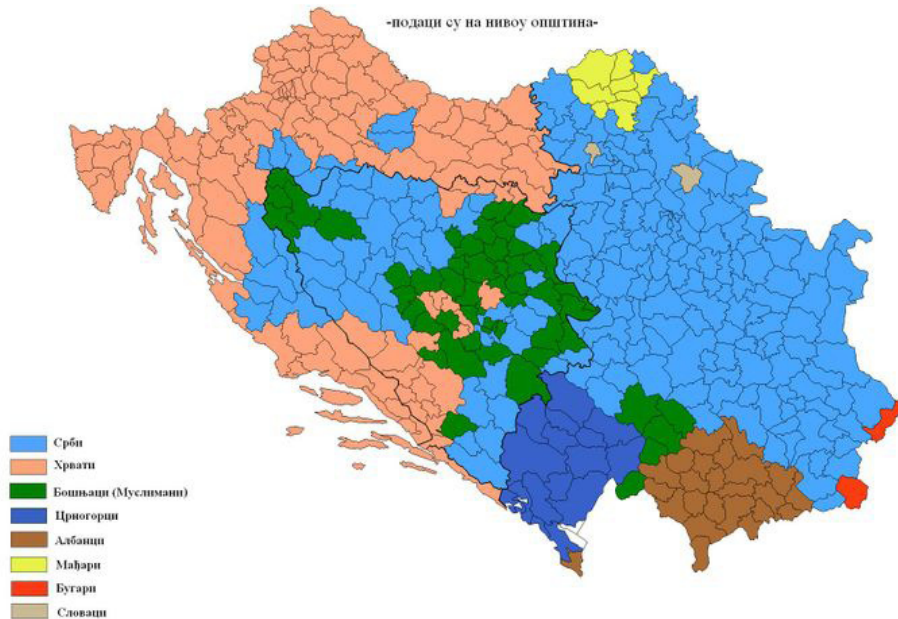 -подаци су на нивоу општина-
Срби
Хрвати
Бошњаци (Муслимани)
Црногорци
Албанци
Мађари
Бугари
Словаци